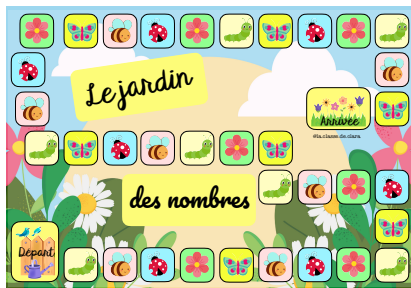 Le jardin
Arrivée
@la.classe.de.clara
des nombres
Départ